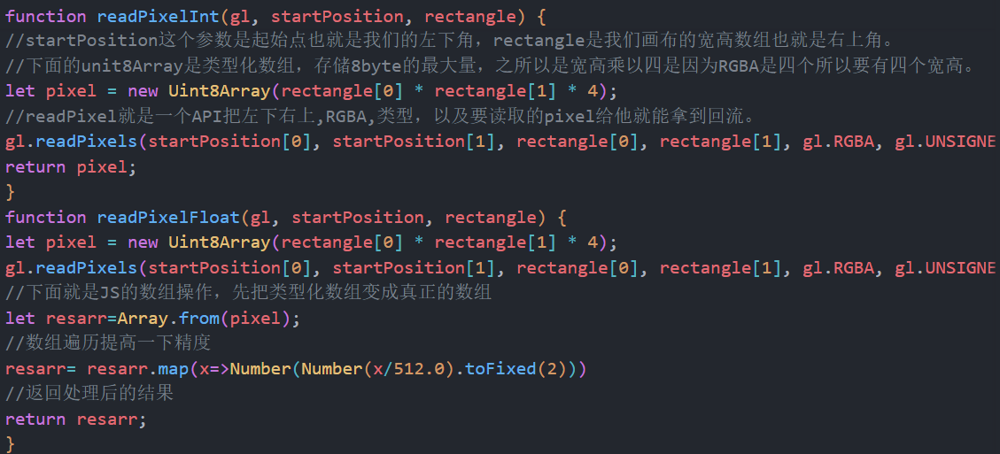 function readPixelInt(gl, startPosition, rectangle) {
//startPosition这个参数是起始点也就是我们的左下角，rectangle是我们画布的宽高数组也就是右上角。
//下面的unit8Array是类型化数组，存储8byte的最大量，之所以是宽高乘以四是因为RGBA是四个所以要有四个宽高。
let pixel = new Uint8Array(rectangle[0] * rectangle[1] * 4);
//readPixel就是一个API把左下右上,RGBA,类型，以及要读取的pixel给他就能拿到回流。
gl.readPixels(startPosition[0], startPosition[1], rectangle[0], rectangle[1], gl.RGBA, gl.UNSIGNE
return pixel;
}
function readPixelFloat(gl, startPosition, rectangle) {
let pixel = new Uint8Array(rectangle[0] * rectangle[1] * 4);
gl.readPixels(startPosition[0], startPosition[1], rectangle[0], rectangle[1], gl.RGBA, gl.UNSIGNE
//下面就是JS的数组操作，先把类型化数组变成真正的数组
let resarr=Array.from(pixel);
//数组遍历提高一下精度
resarr= resarr.map(x=>Number(Number(x/512.0).toFixed(2)))
//返回处理后的结果
return resarr;
}